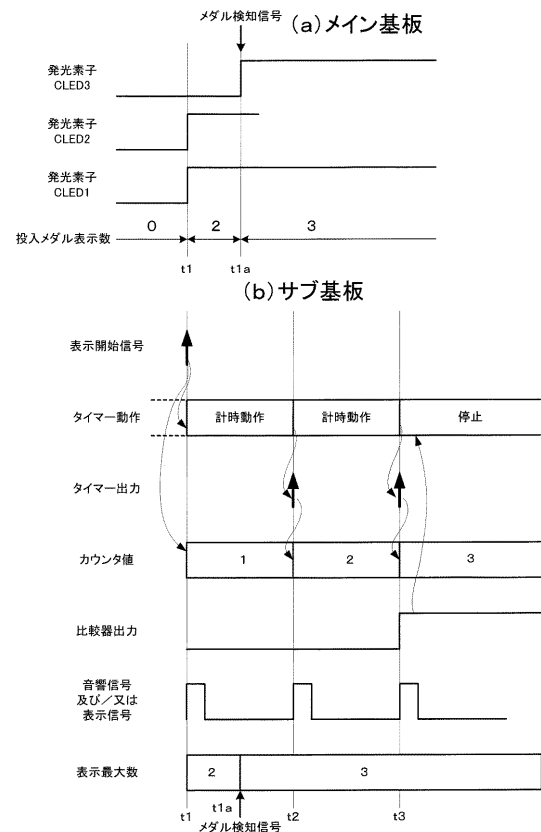 メダル検知信号
(a)メイン基板
発光素子
CLED3
発光素子
CLED2
発光素子
CLED1
0 2 3
投入メダル表示数
t1 t1a
(b)サブ基板
表示開始信号
タイマー動作 計時動作 計時動作 停止
タイマー出力
カウンタ値 1 2 3
比較器出力
音響信号
及び/又は
表示信号
表示最大数 2 3
t1 t1a t2 t3
メダル検知信号